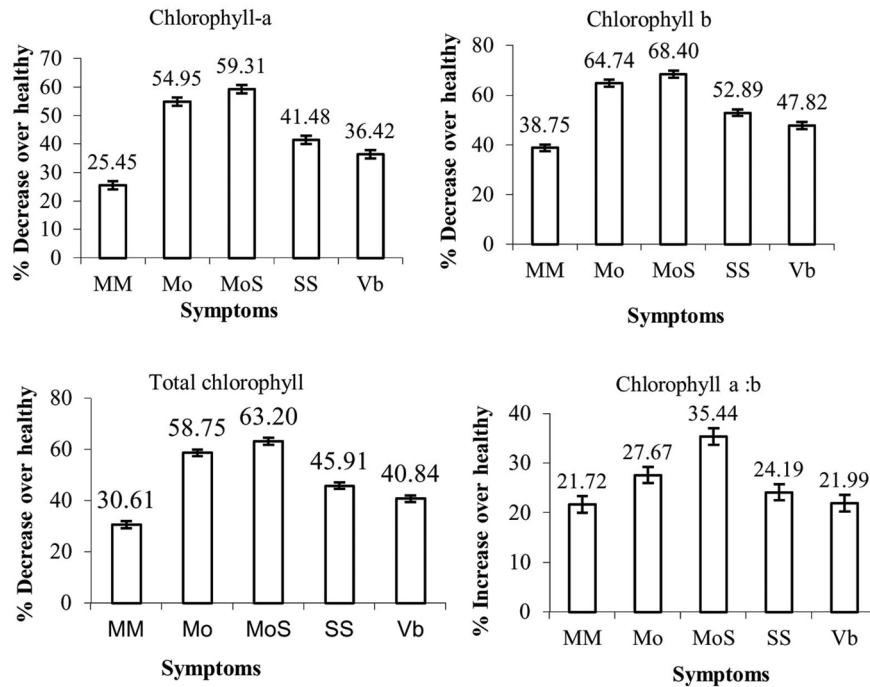 Chlorophyll-a
% Decrease over healthy
70
60
50
40
30
20
10
0
25.45
54.95
59.31
41.48
36.42
MM Mo MoS SS Vb
Symptoms
Chlorophyll b
% Decrease over healthy
80
60
40
20
0
38.75
64.74
68.40
52.89
47.82
MM Mo MoS SS Vb
Symptoms
Total chlorophyll
% Decrease over healthy
80
60
40
20
0
30.61
58.75
63.20
45.91
40.84
MM Mo MoS SS Vb
Symptoms
Chlorophyll a :b
% Increase over healthy
40
30
20
10
0
21.72
27.67
35.44
24.19
21.99
MM Mo MoS SS Vb
Symptoms